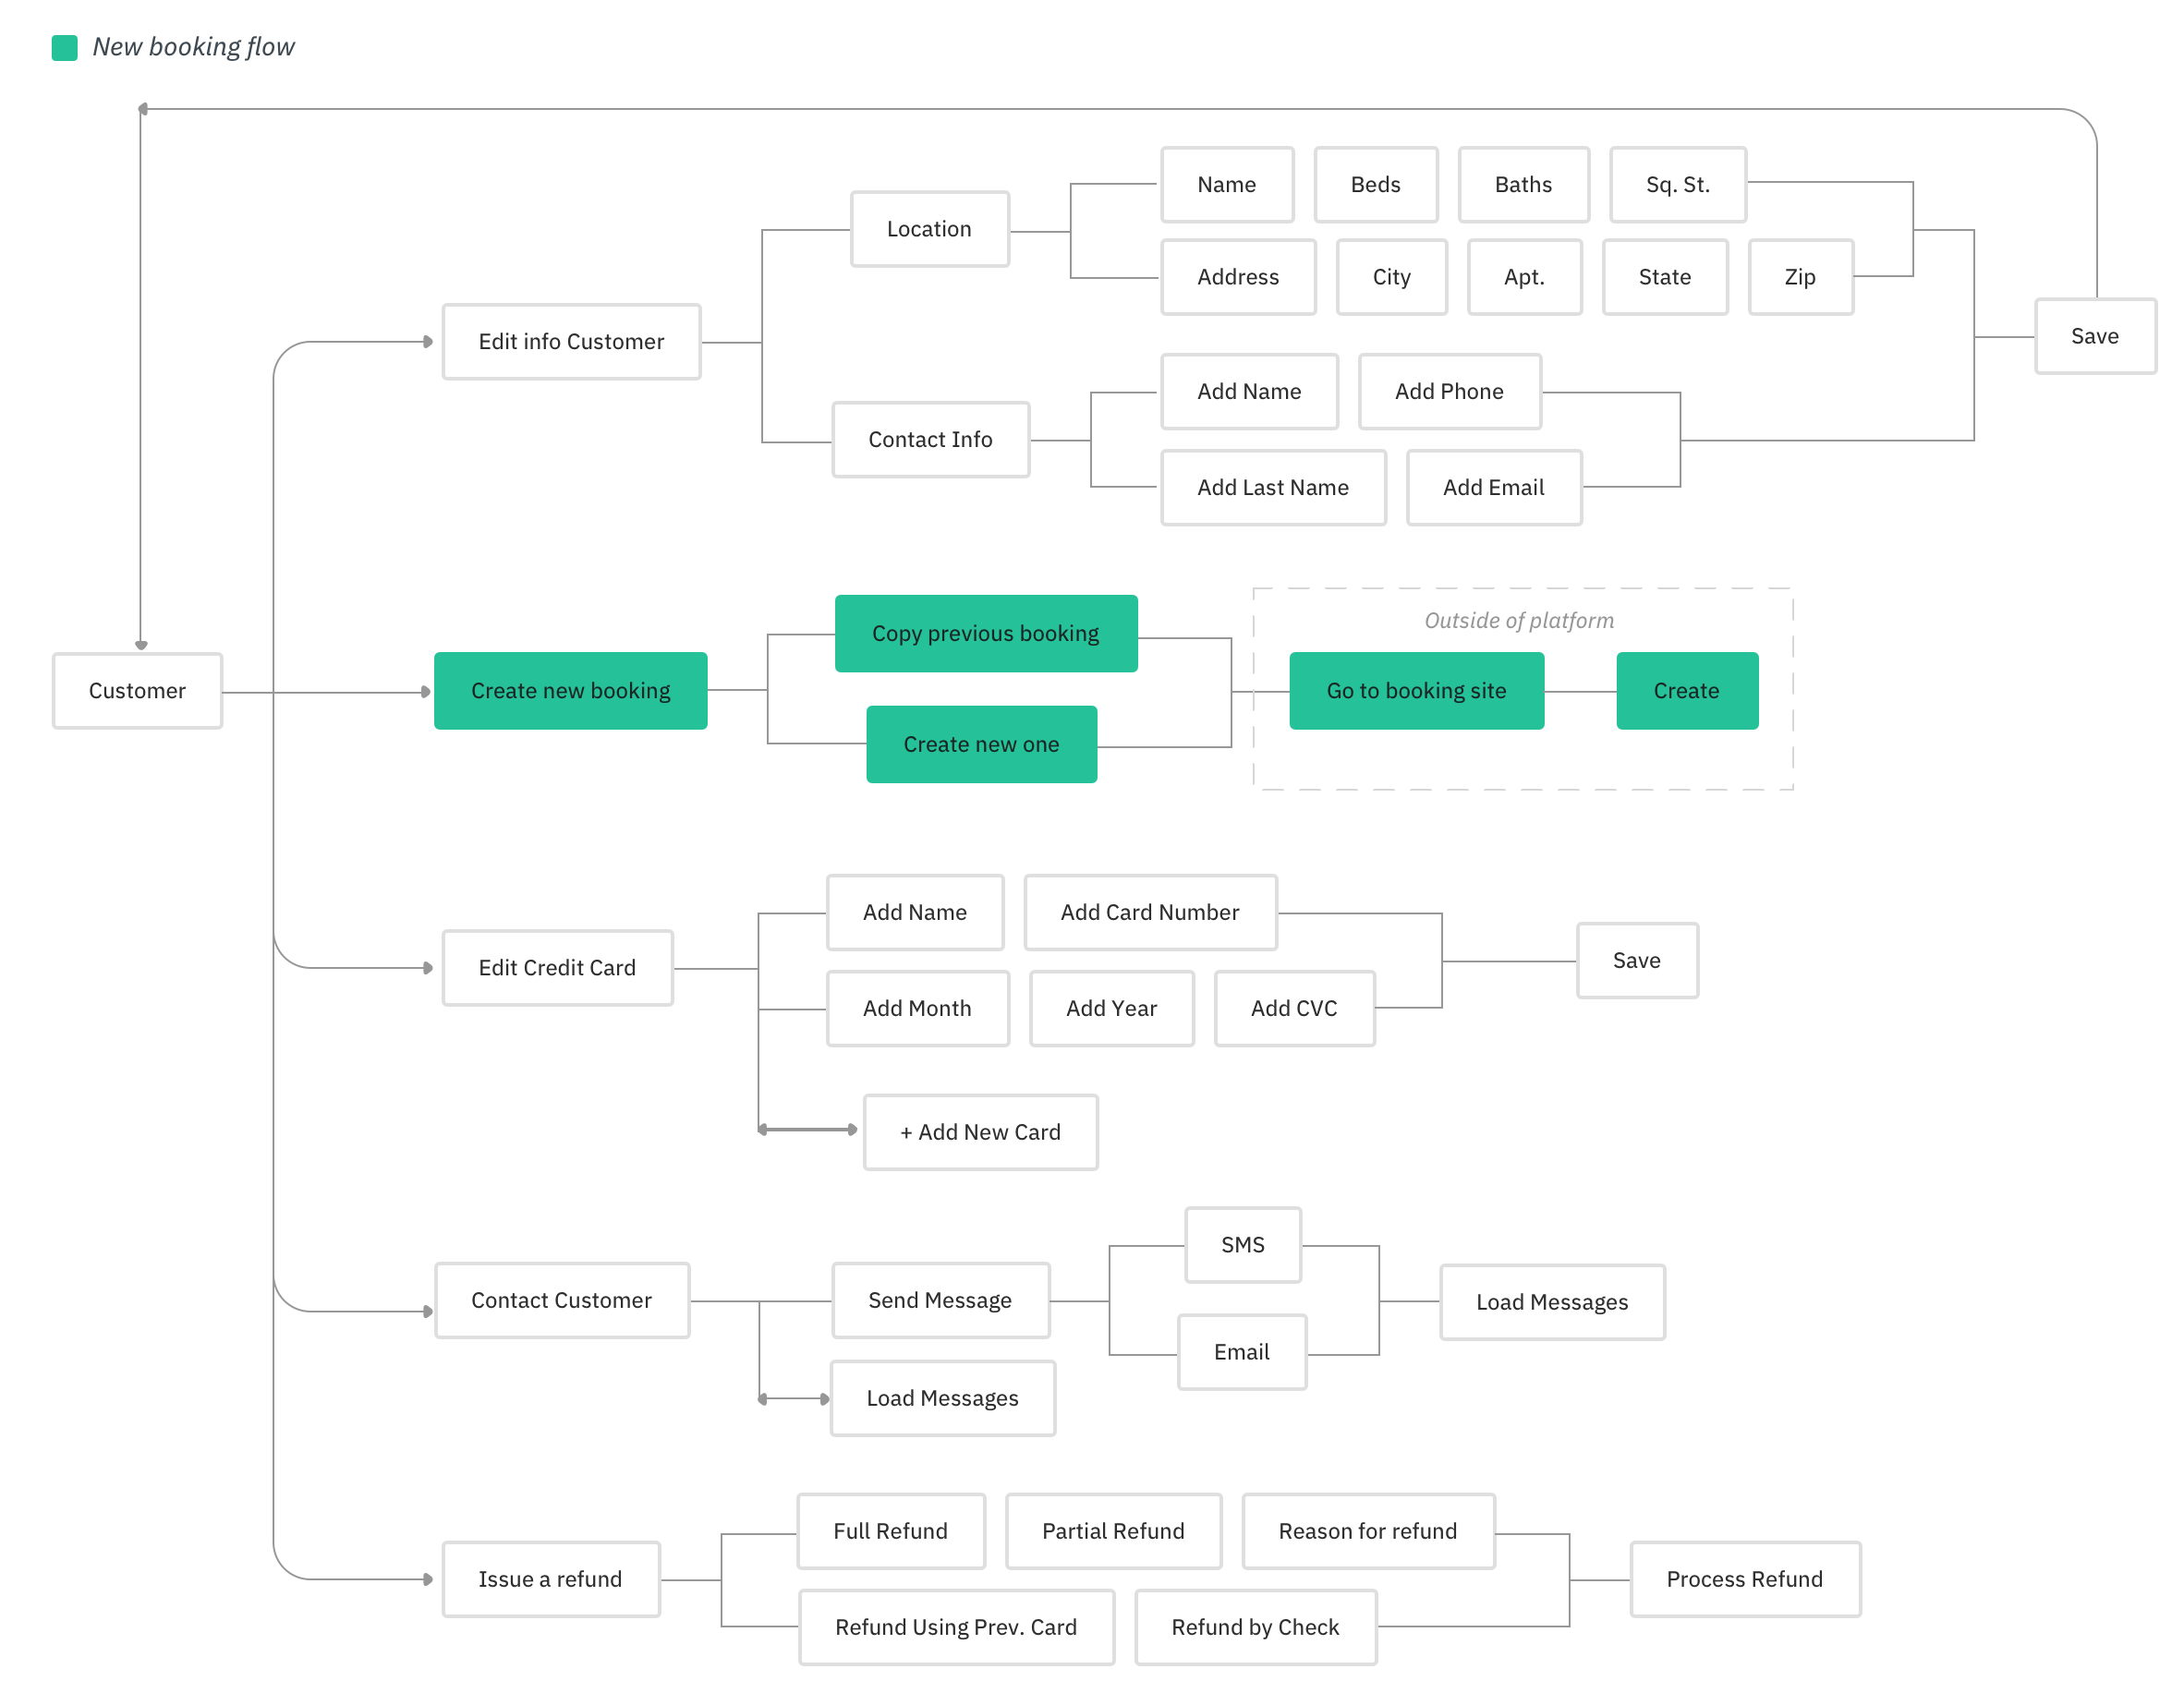 New booking flow
Name
Beds
Baths
Sq. St.
Location
Address
City
Apt.
State
Zip
Edit info Customer
Save
Add Name
Add Phone
Contact Info
Add Last Name
Add Email
Outside of platform
Copy previous booking
Customer
Create new booking
Go to booking site
Create
Create new one
Add Name
Add Card Number
Edit Credit Card
Save
Add Month
Add Year
Add CVC
+ Add New Card
SMS
Contact Customer
Send Message
Load Messages
Email
Load Messages
Full Refund
Partial Refund
Reason for refund
Issue a refund
Process Refund
Refund Using Prev. Card
Refund by Check